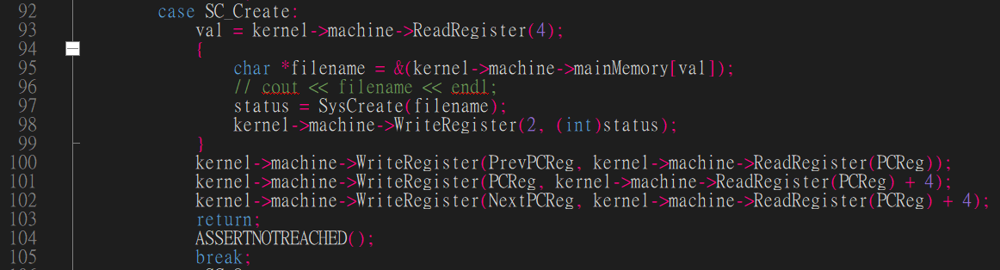 92 case SC_Create:
93 val = kernel->machine->ReadRegister(4);
94 {
95 char *filename = &(kernel->machine->mainMemory[val]);
96 // cout << filename << endl;
97 status = SysCreate(filename);
98 kernel->machine->WriteRegister(2, (int)status);
99 }
100 kernel->machine->WriteRegister(PrevPCReg, kernel->machine->ReadRegister(PCReg));
101 kernel->machine->WriteRegister(PCReg, kernel->machine->ReadRegister(PCReg) + 4);
102 kernel->machine->WriteRegister(NextPCReg, kernel->machine->ReadRegister(PCReg) + 4);
103 return;
104 ASSERTNOTREACHED();
105 break;